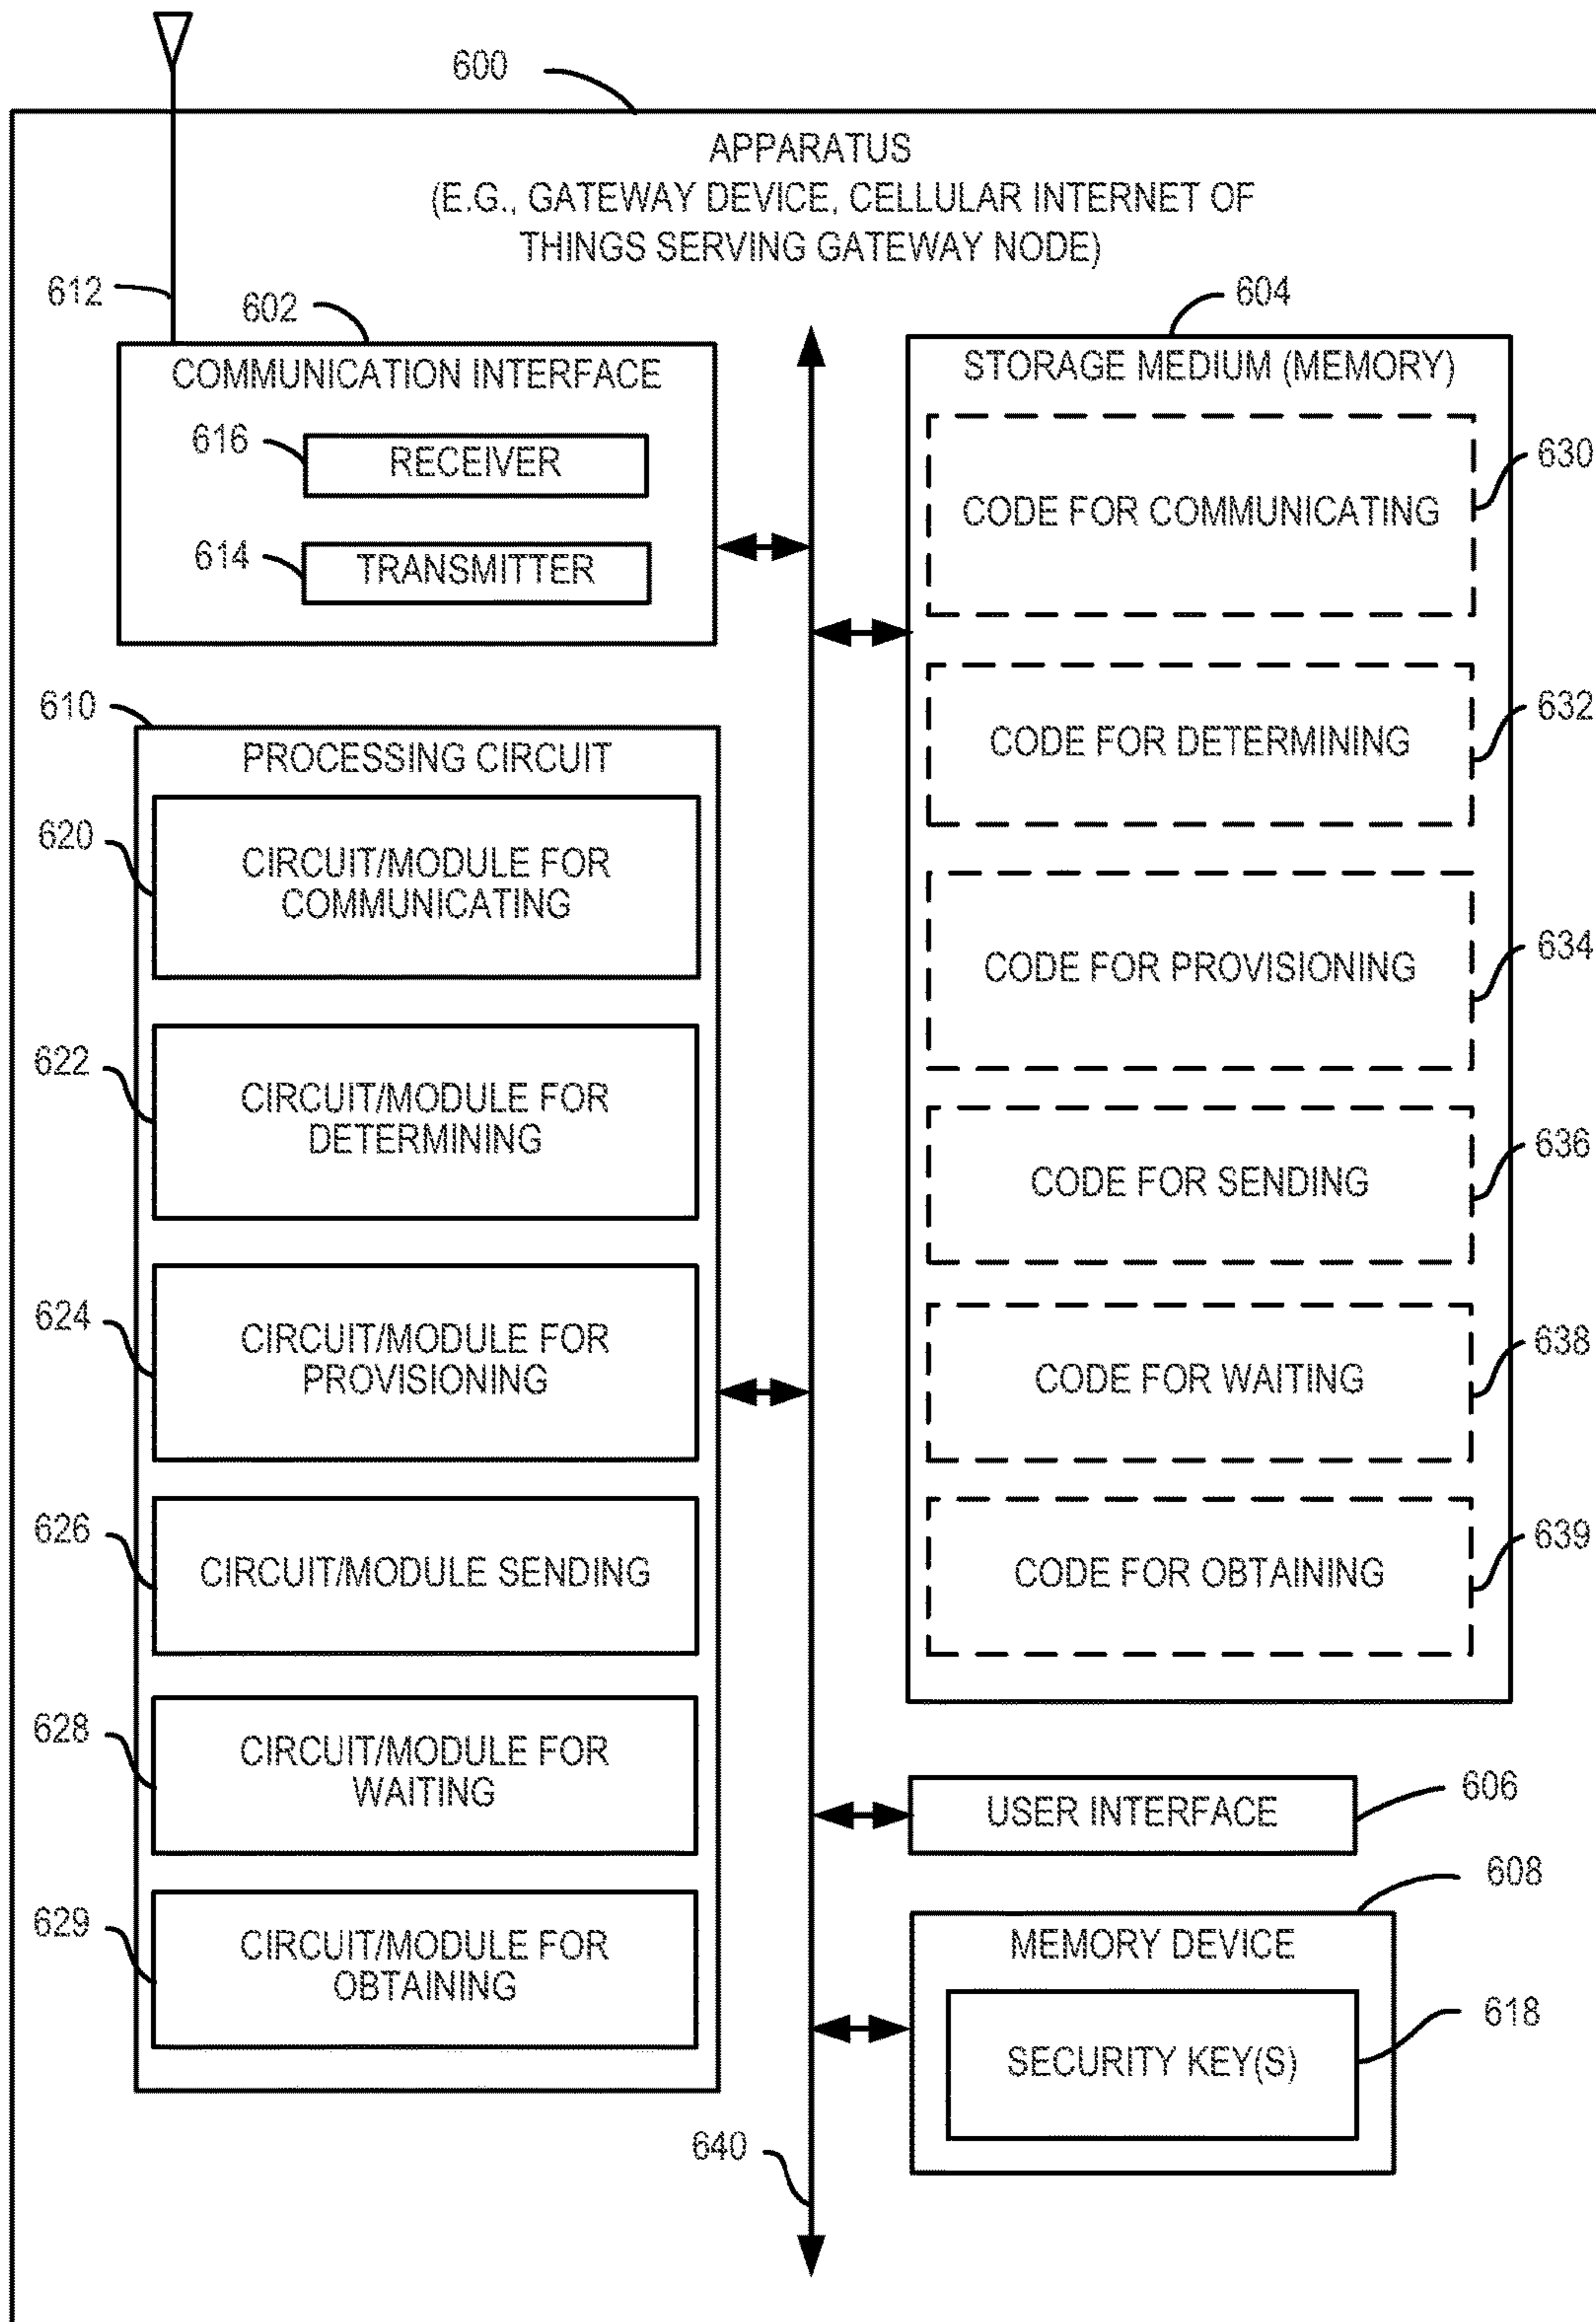 600
APPARATUS
(E.G., GATEWAY DEVICE, CELLULAR INTERNET OF
THINGS SERVING GATEWAY NODE)
612
602
COMMUNICATION INTERFACE
616
RECEIVER
614
TRANSMITTER
610
PROCESSING CIRCUIT
620
CIRCUIT/MODULE FOR
COMMUNICATING
622
CIRCUIT/MODULE FOR
DETERMINING
624
CIRCUIT/MODULE FOR
PROVISIONING
626
CIRCUIT/MODULE SENDING
628
CIRCUIT/MODULE FOR
WAITING
629
CIRCUIT/MODULE FOR
OBTAINING
604
STORAGE MEDIUM (MEMORY)
CODE FOR COMMUNICATING
630
CODE FOR DETERMINING
632
CODE FOR PROVISIONING
634
CODE FOR SENDING
636
CODE FOR WAITING
638
CODE FOR OBTAINING
639
USER INTERFACE
606
608
MEMORY DEVICE
SECURITY KEY(S)
618
640